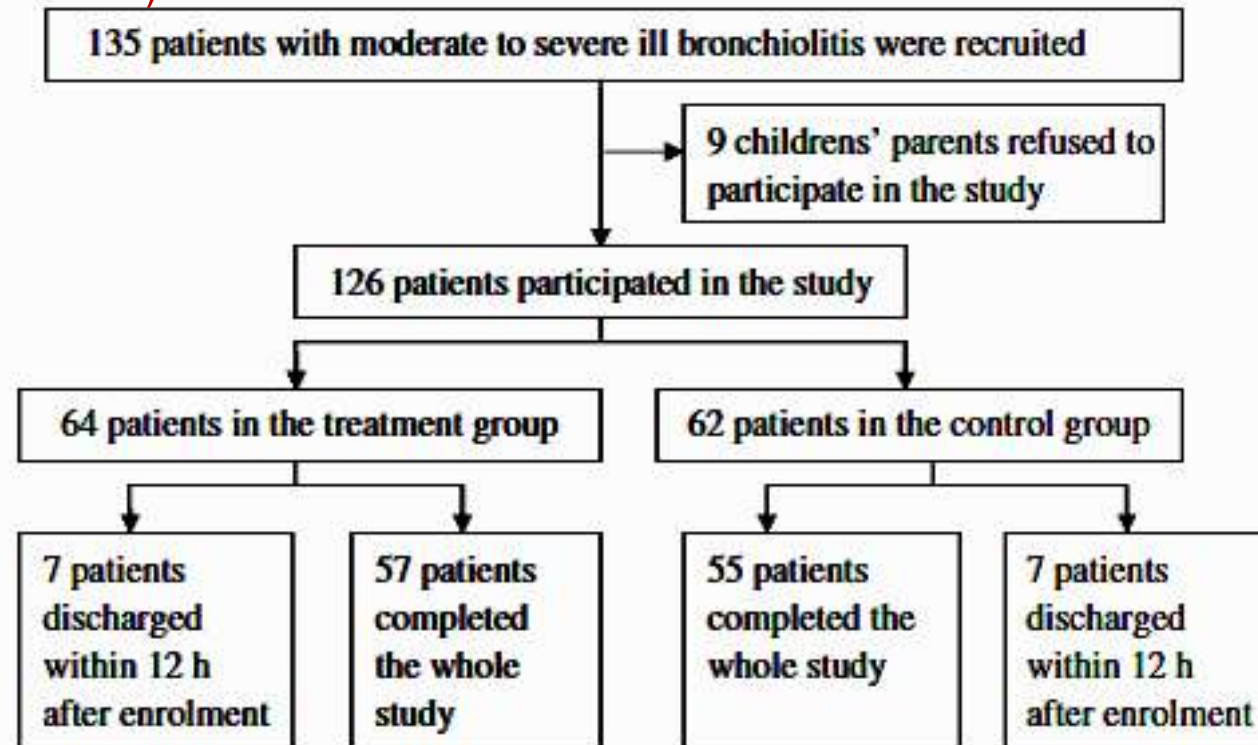 135 patients with moderate to severe ill bronchiolitis were recruited
9 childrens’ parents refused to
participate in the study
126 patients participated in the study
64 patients in the treatment group
62 patients in the control group
7 patients
discharged
within 12 h
after enrolment
57 patients
completed
the whole
study
55 patients
completed the
whole study
7 patients
discharged
within 12 h
after enrolment